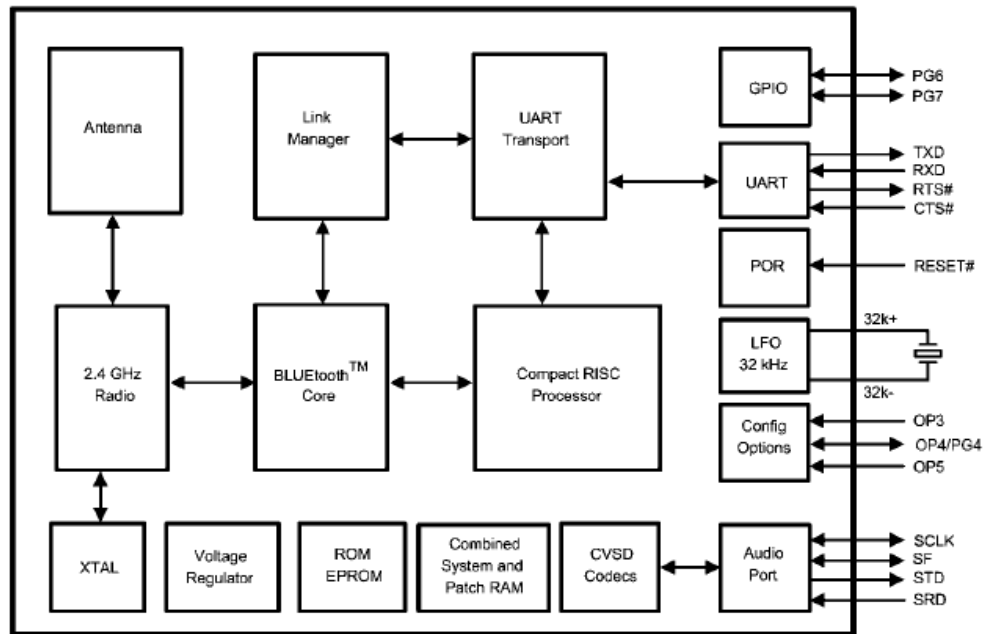 Antenna
Link
Manager
UART
Transport
GPIO
PG6
PG7
UART
TXD
RXD
RTS#
CTS#
POR
RESET#
2.4 GHz
Radio
BLUEtooth™
Core
Compact RISC
Processor
LFO
32 kHz
32k+
32k-
Config
Options
OP3
OP4/PG4
OP5
XTAL
Voltage
Regulator
ROM
EPROM
Combined
System and
Patch RAM
CVSD
Codecs
Audio
Port
SCLK
SF
STD
SRD